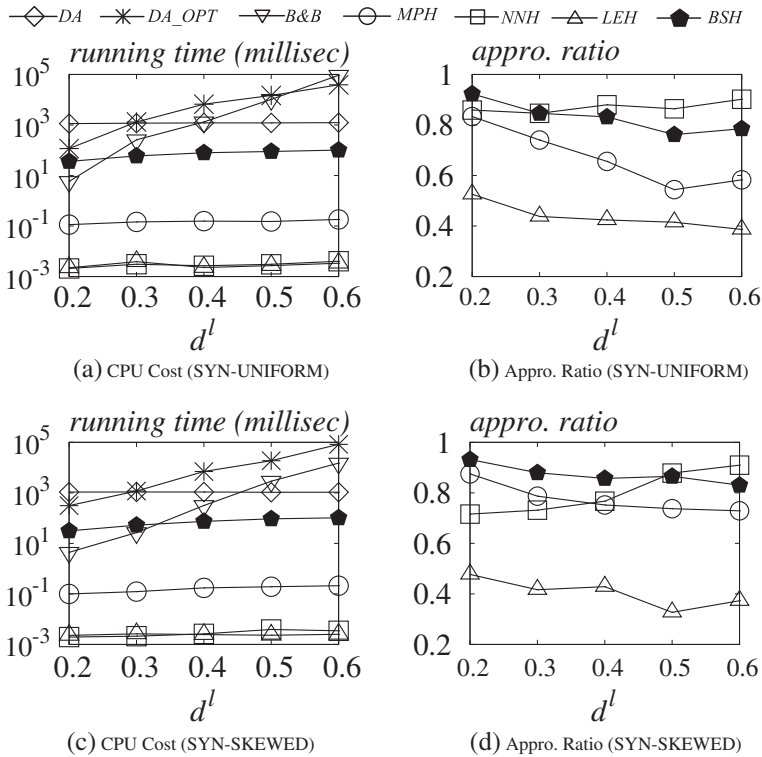 DA DA_OPT B&B MPH NNH LEH BSH
running time (millisec)
10^5
10^3
10^1
10^-1
10^-3
0.2 0.3 0.4 0.5 0.6
d^l
(a) CPU Cost (SYN-UNIFORM)
appro. ratio
1
0.8
0.6
0.4
0.2
0.2 0.3 0.4 0.5 0.6
d^l
(b) Appro. Ratio (SYN-UNIFORM)
running time (millisec)
10^5
10^3
10^1
10^-1
10^-3
0.2 0.3 0.4 0.5 0.6
d^l
(c) CPU Cost (SYN-SKEWED)
appro. ratio
1
0.8
0.6
0.4
0.2
0.2 0.3 0.4 0.5 0.6
d^l
(d) Appro. Ratio (SYN-SKEWED)